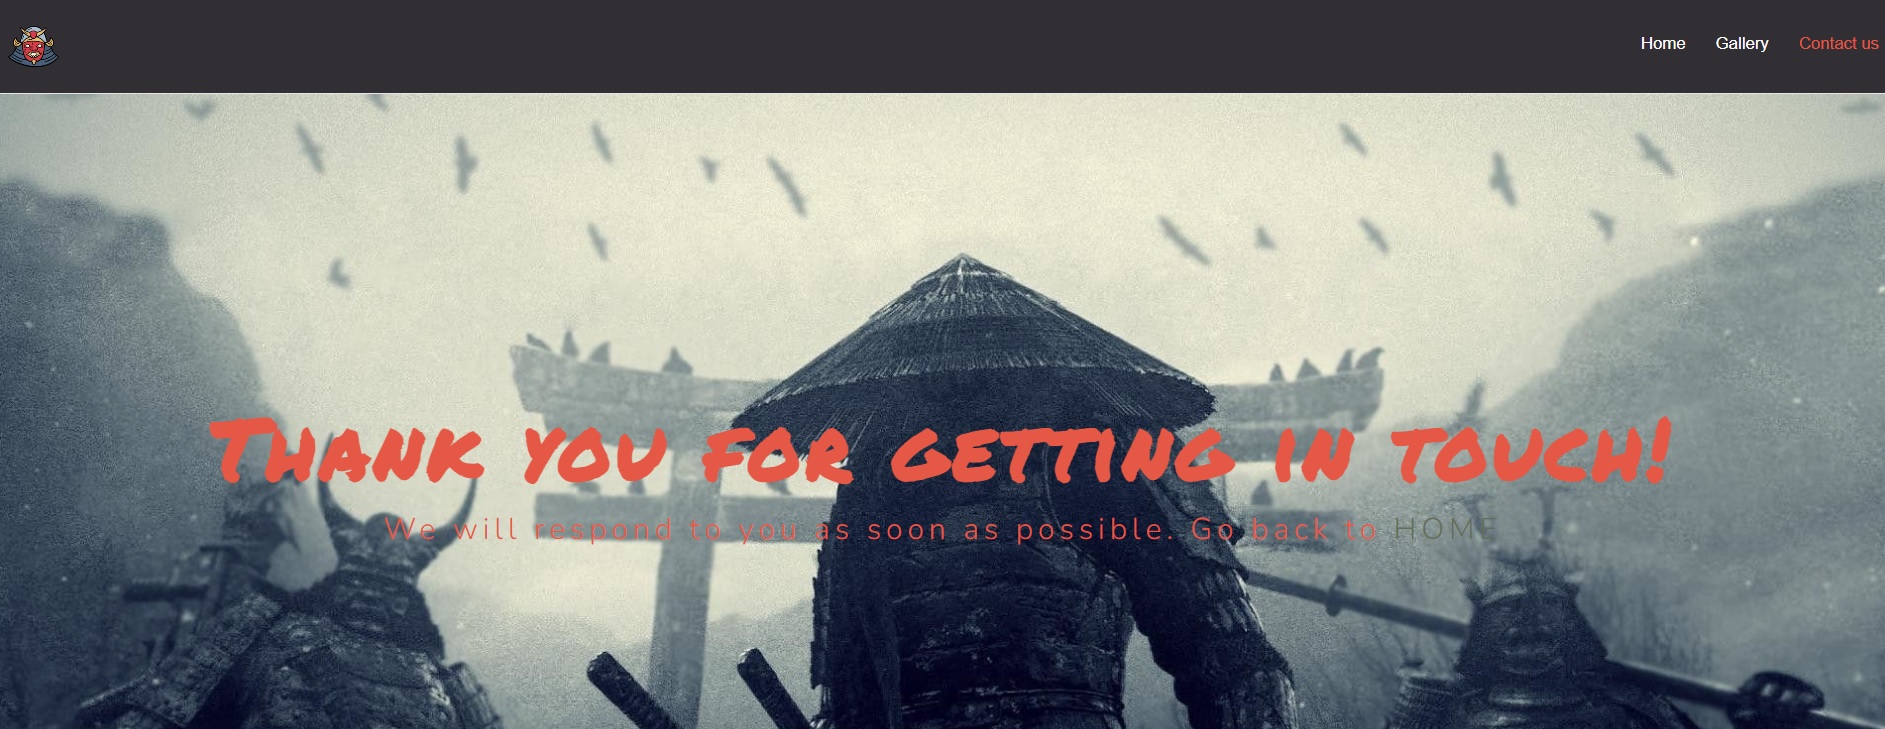 Home Gallery Contact us
Thank you for getting in touch!
We will respond to you as soon as possible. Go back to HOME